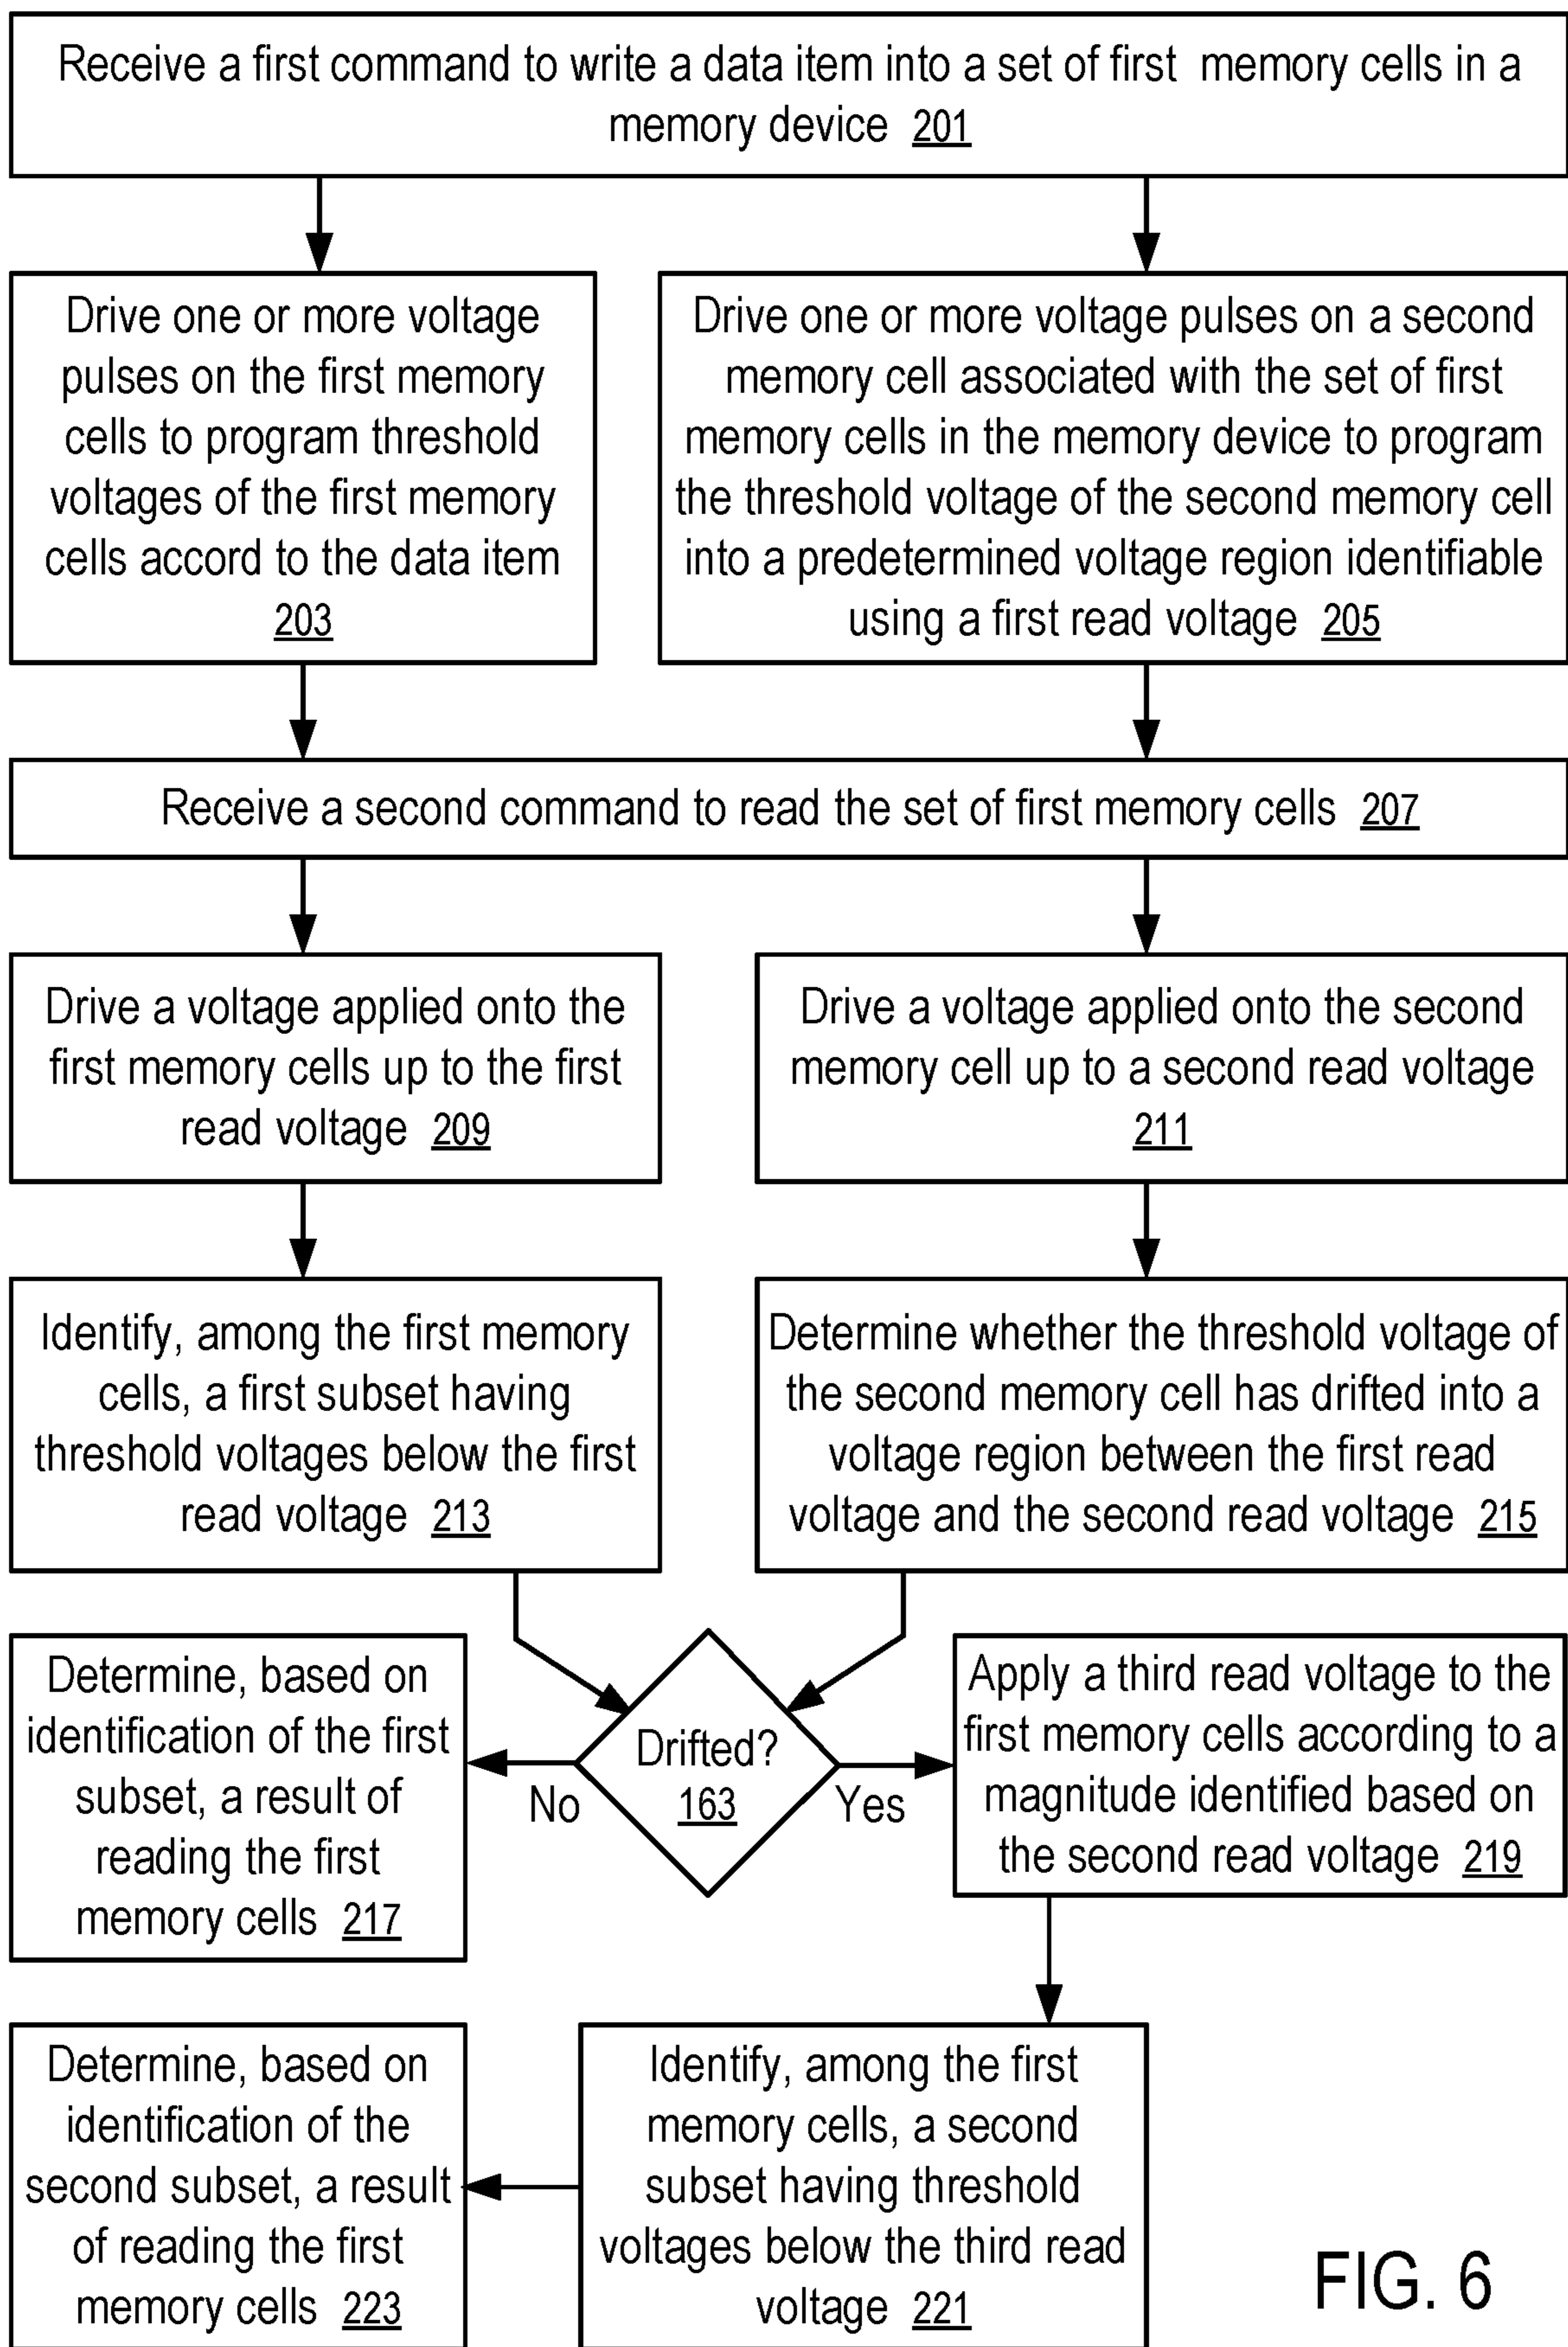 Receive a first command to write a data item into a set of first memory cells in a
memory device 201
Drive one or more voltage
pulses on the first memory
cells to program threshold
voltages of the first memory
cells accord to the data item
203
Drive one or more voltage pulses on a second
memory cell associated with the set of first
memory cells in the memory device to program
the threshold voltage of the second memory cell
into a predetermined voltage region identifiable
using a first read voltage 205
Receive a second command to read the set of first memory cells 207
Drive a voltage applied onto the
first memory cells up to the first
read voltage 209
Drive a voltage applied onto the second
memory cell up to a second read voltage
211
Identify, among the first memory
cells, a first subset having
threshold voltages below the first
read voltage 213
Determine whether the threshold voltage of
the second memory cell has drifted into a
voltage region between the first read
voltage and the second read voltage 215
Determine, based on
identification of the first
subset, a result of
reading the first
memory cells 217
No
Drifted?
163
Yes
Apply a third read voltage to the
first memory cells according to a
magnitude identified based on
the second read voltage 219
Determine, based on
identification of the
second subset, a result
of reading the first
memory cells 223
Identify, among the first
memory cells, a second
subset having threshold
voltages below the third read
voltage 221
FIG. 6